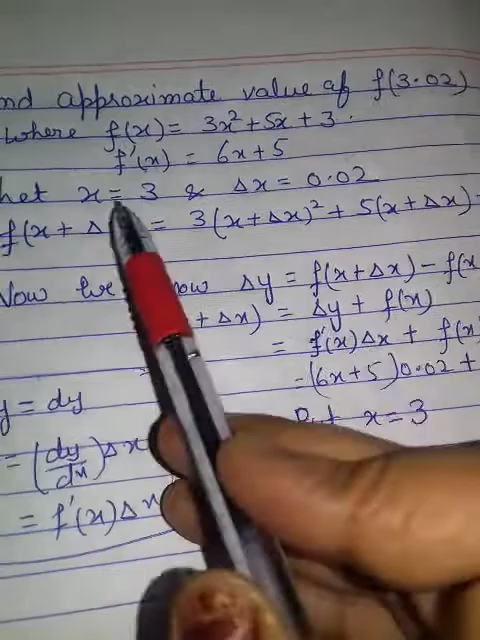 nd approximate value of f(3.02)
where f(x) = 3x² + 5x + 3.
f'(x) = 6x + 5
Let x = 3 & Δx = 0.02
f(x + Δ = 3(x + Δx)² + 5(x + Δx)
Now we now Δy = f(x + Δx) – f(x
+ Δx) = Δy + f(x)
= f'(x)Δx + f(x
= (6x + 5)0.02 +
y = dy
Put x = 3
= (dy/dx)Δx
= f'(x)Δx